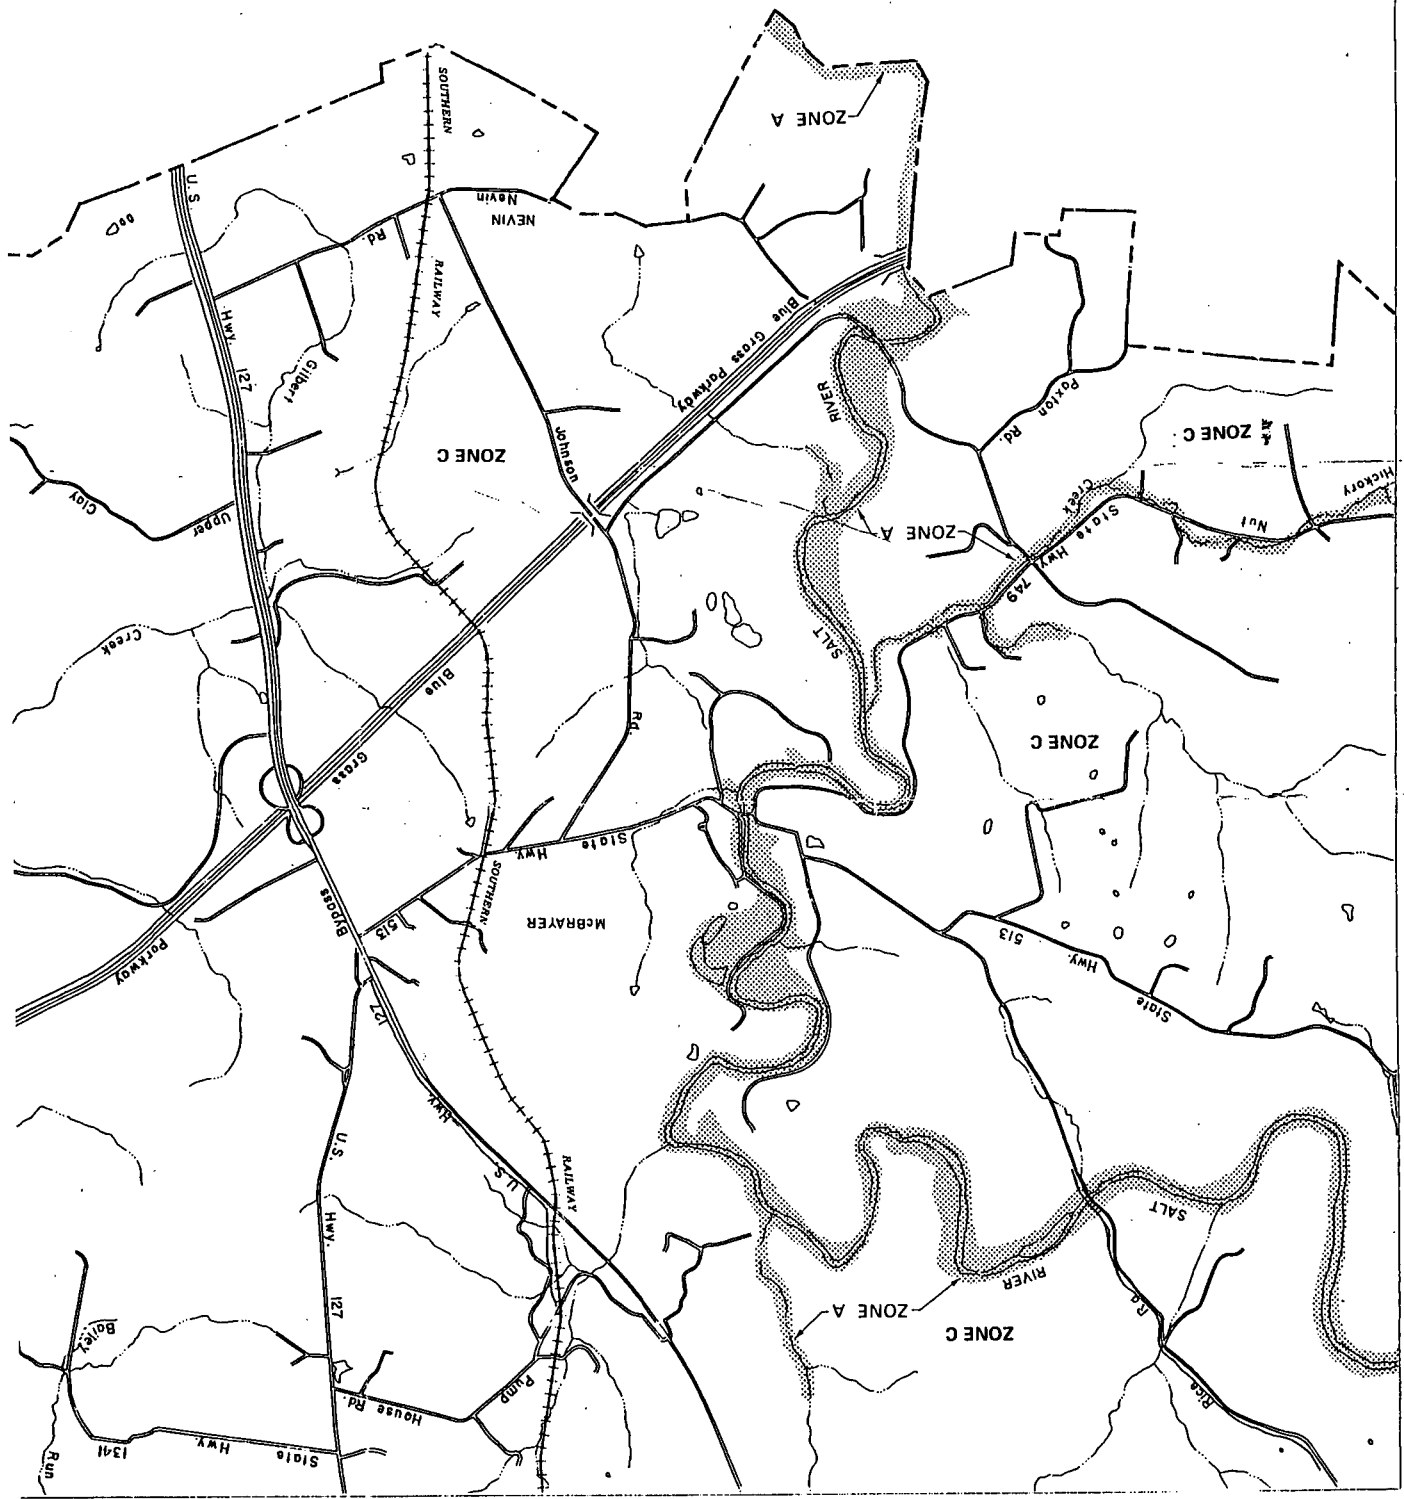 SOUTHERN
ZONE A
U.S
Nevin
NEVIN
Rd.
RAILWAY
Hwy.
127
Gilbert
Blue
Grass
Parkway
RIVER
Paxton
Rd.
ZONE C
Johnson
ZONE C
Hickory
Nut
Creek
Clay
Upper
State
Hwy
749
ZONE A
SALT
Creek
Blue
Rd.
Grass
ZONE C
State
Hwy.
SOUTHERN
Bypass
513
McBRAYER
513
Hwy.
State
Parkway
127
Hwy.
U.S.
U.S.
RAILWAY
SALT
Hwy.
127
RIVER
ZONE A
ZONE C
Rd.
Bailey
Rice
Pump
House
Rd.
State
Hwy.
1341
Run